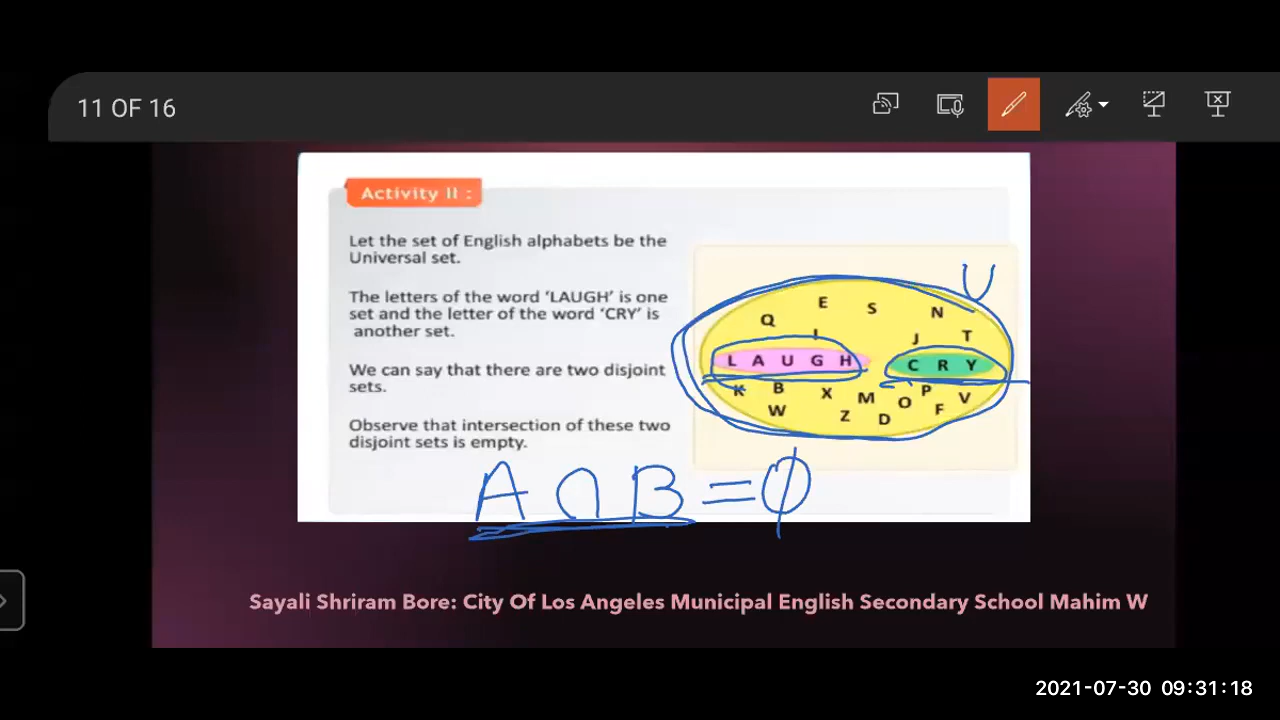 11 OF 16
Activity II :
Let the set of English alphabets be the
Universal set.
The letters of the word ‘LAUGH’ is one
set and the letter of the word ‘CRY’ is
another set.
We can say that there are two disjoint
sets.
Observe that intersection of these two
disjoint sets is empty.
U
E S N
Q I J T
L A U G H C R Y
K B X M O P V
W Z D F
A ∩ B = ϕ
Sayali Shriram Bore: City Of Los Angeles Municipal English Secondary School Mahim W
2021-07-30 09:31:18